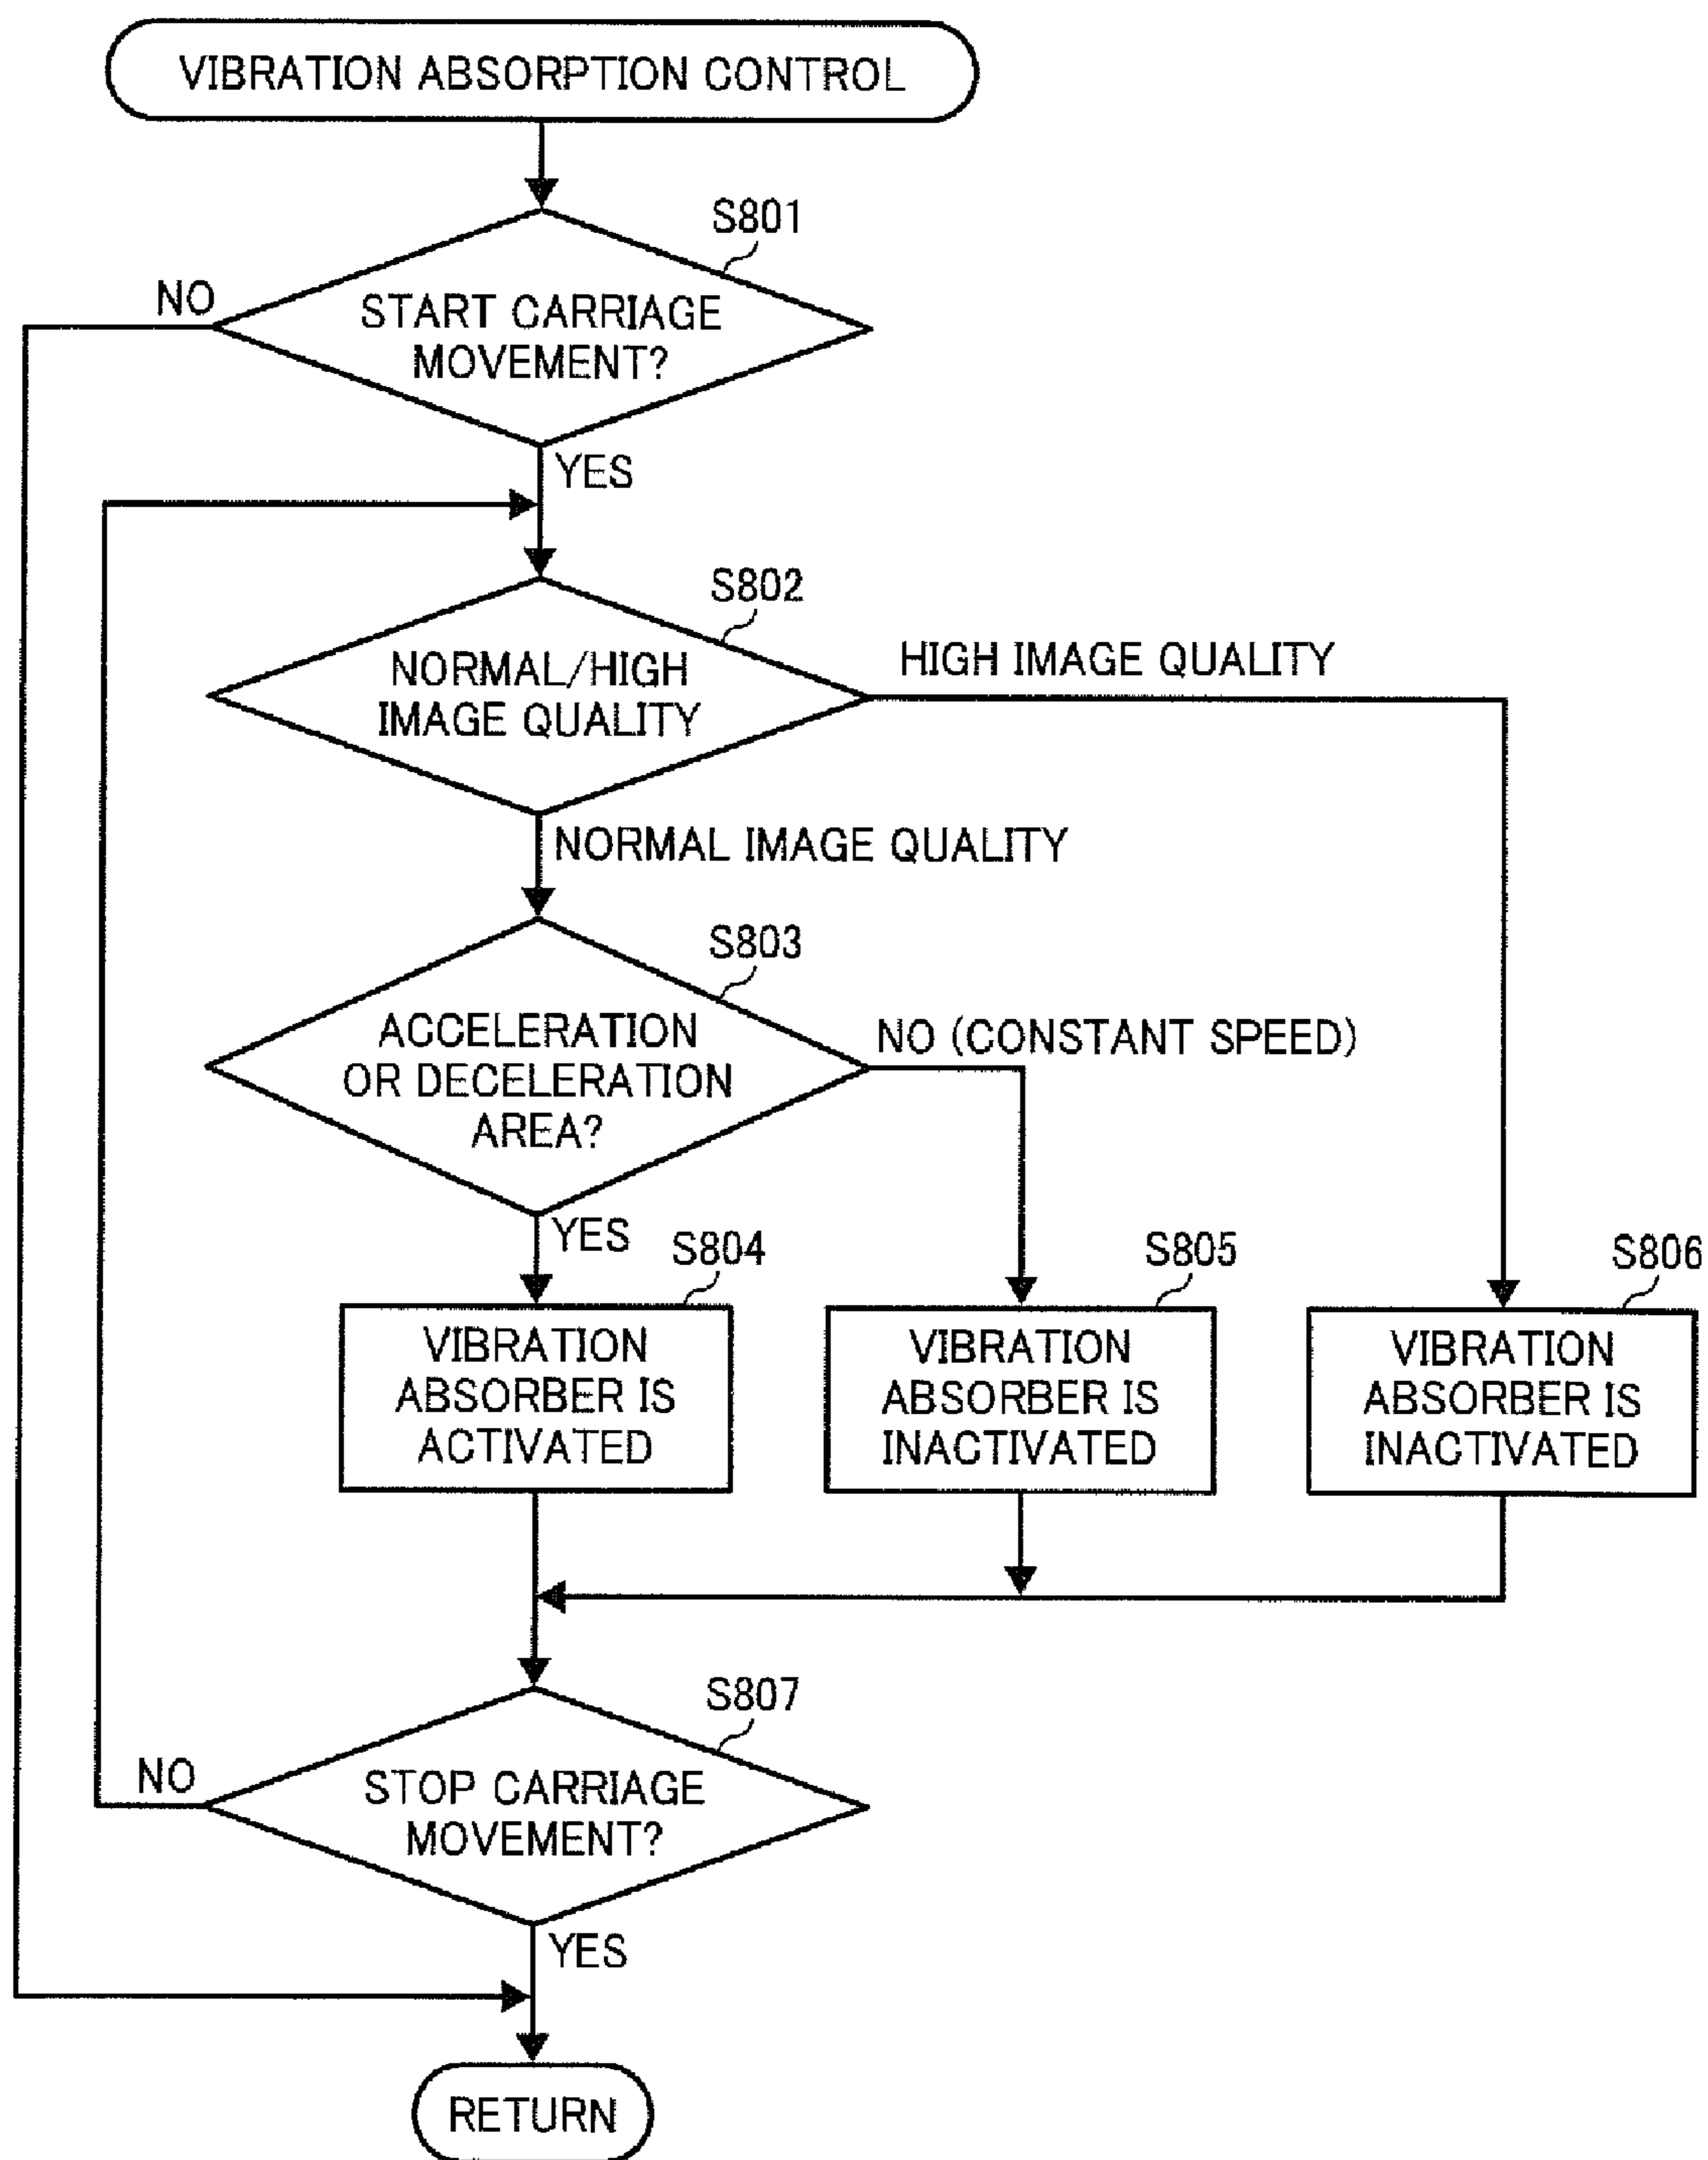 VIBRATION ABSORPTION CONTROL
S801
NO
START CARRIAGE
MOVEMENT?
YES
S802
NORMAL/HIGH
IMAGE QUALITY
HIGH IMAGE QUALITY
NORMAL IMAGE QUALITY
S803
ACCELERATION
OR DECELERATION
AREA?
NO (CONSTANT SPEED)
YES
S804
VIBRATION
ABSORBER IS
ACTIVATED
S805
VIBRATION
ABSORBER IS
INACTIVATED
S806
VIBRATION
ABSORBER IS
INACTIVATED
S807
NO
STOP CARRIAGE
MOVEMENT?
YES
RETURN